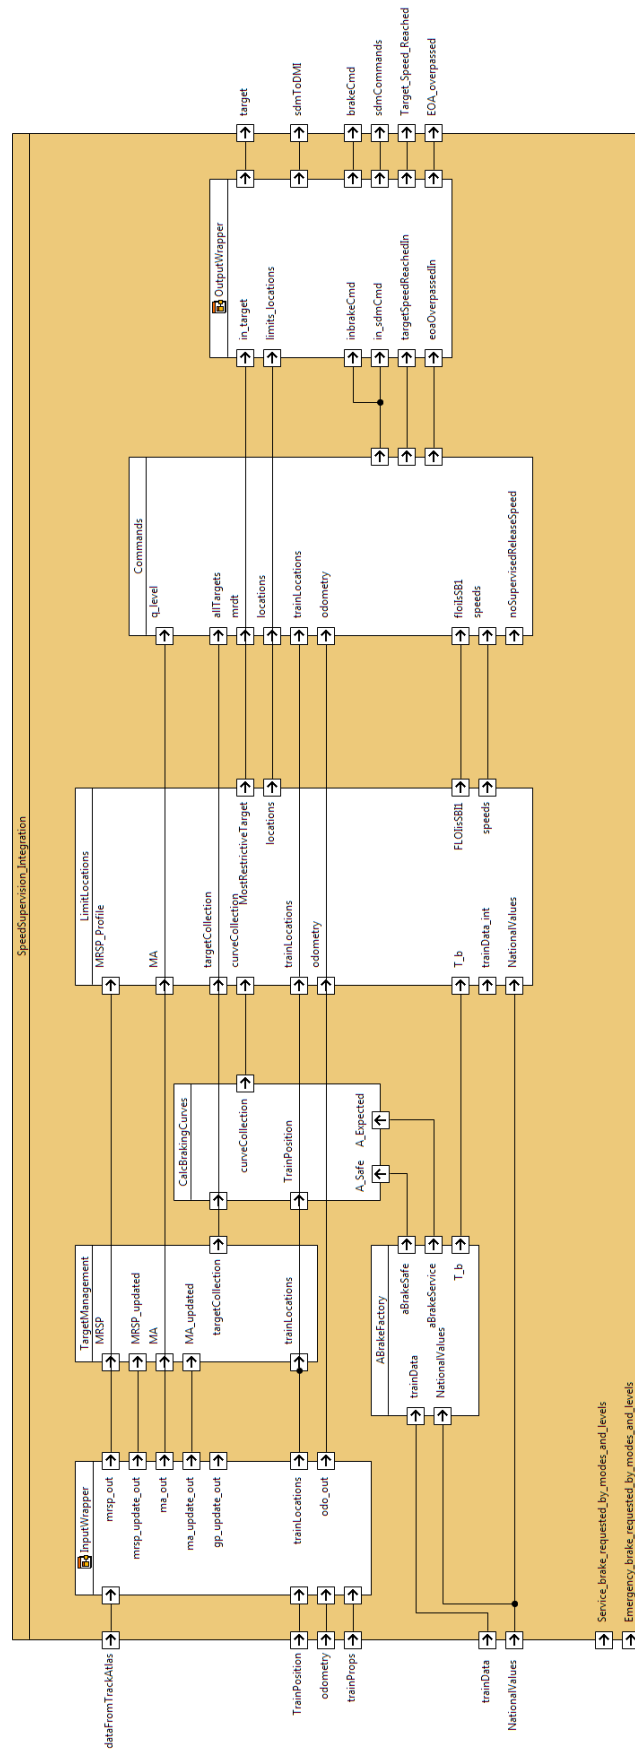 SpeedSupervision_Integration
dataFromTrackAtlas
TrainPosition
odometry
trainProps
trainData
NationalValues
Service_brake_requested_by_modes_and_levels
Emergency_brake_requested_by_modes_and_levels
InputWrapper
mrsp_out
mrsp_update_out
ma_out
ma_update_out
gp_update_out
trainLocations
odo_out
TargetManagement
MRSP
MRSP_updated
MA
MA_updated
targetCollection
trainLocations
ABrakeFactory
trainData
NationalValues
aBrakeSafe
aBrakeService
T_b
CalcBrakingCurves
curveCollection
TrainPosition
A_Safe
A_Expected
LimitLocations
MRSP_Profile
MA
targetCollection
curveCollection
trainLocations
odometry
T_b
trainData_int
NationalValues
MostRestrictiveTarget
locations
FLOIisSBI1
speeds
Commands
q_level
allTargets
mrdt
locations
trainLocations
odometry
floiIsSB1
speeds
noSupervisedReleaseSpeed
OutputWrapper
in_target
limits_locations
inbrakeCmd
in_sdmCmd
targetSpeedReachedIn
eoaOverpassedIn
target
sdmToDMI
brakeCmd
sdmCommands
Target_Speed_Reached
EOA_overpassed